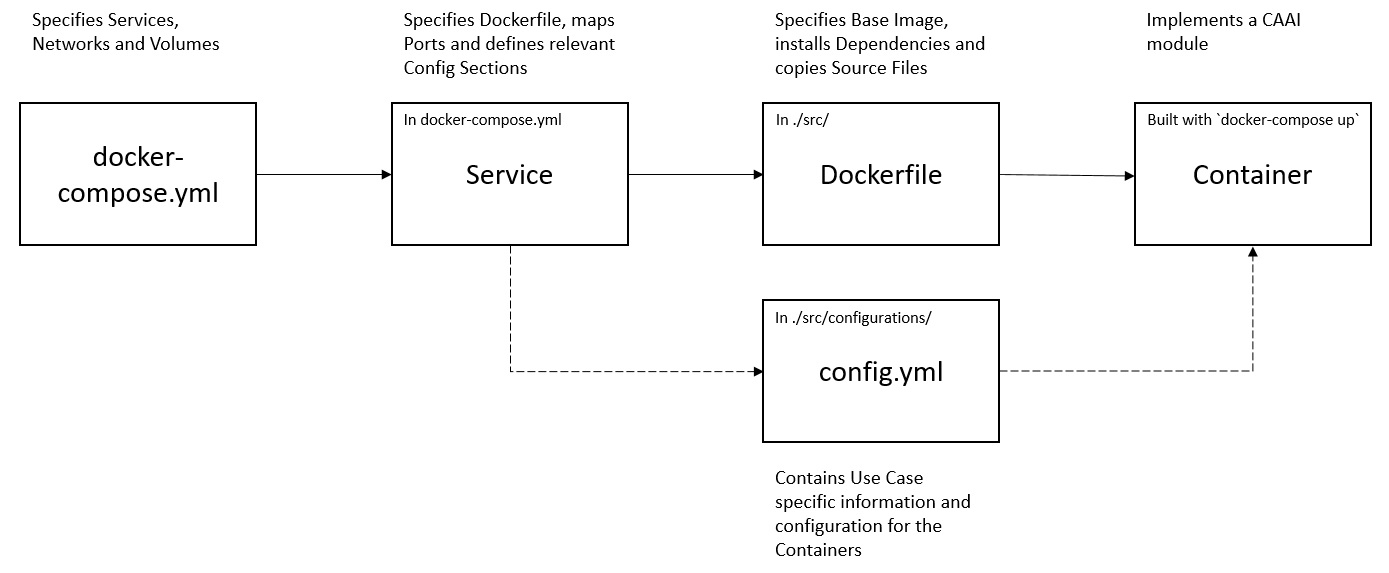 Specifies Services,
Networks and Volumes
Specifies Dockerfile, maps
Ports and defines relevant
Config Sections
Specifies Base Image,
installs Dependencies and
copies Source Files
Implements a CAAI
module
docker-
compose.yml
In docker-compose.yml
Service
In ./src/
Dockerfile
Built with `docker-compose up`
Container
In ./src/configurations/
config.yml
Contains Use Case
specific information and
configuration for the
Containers